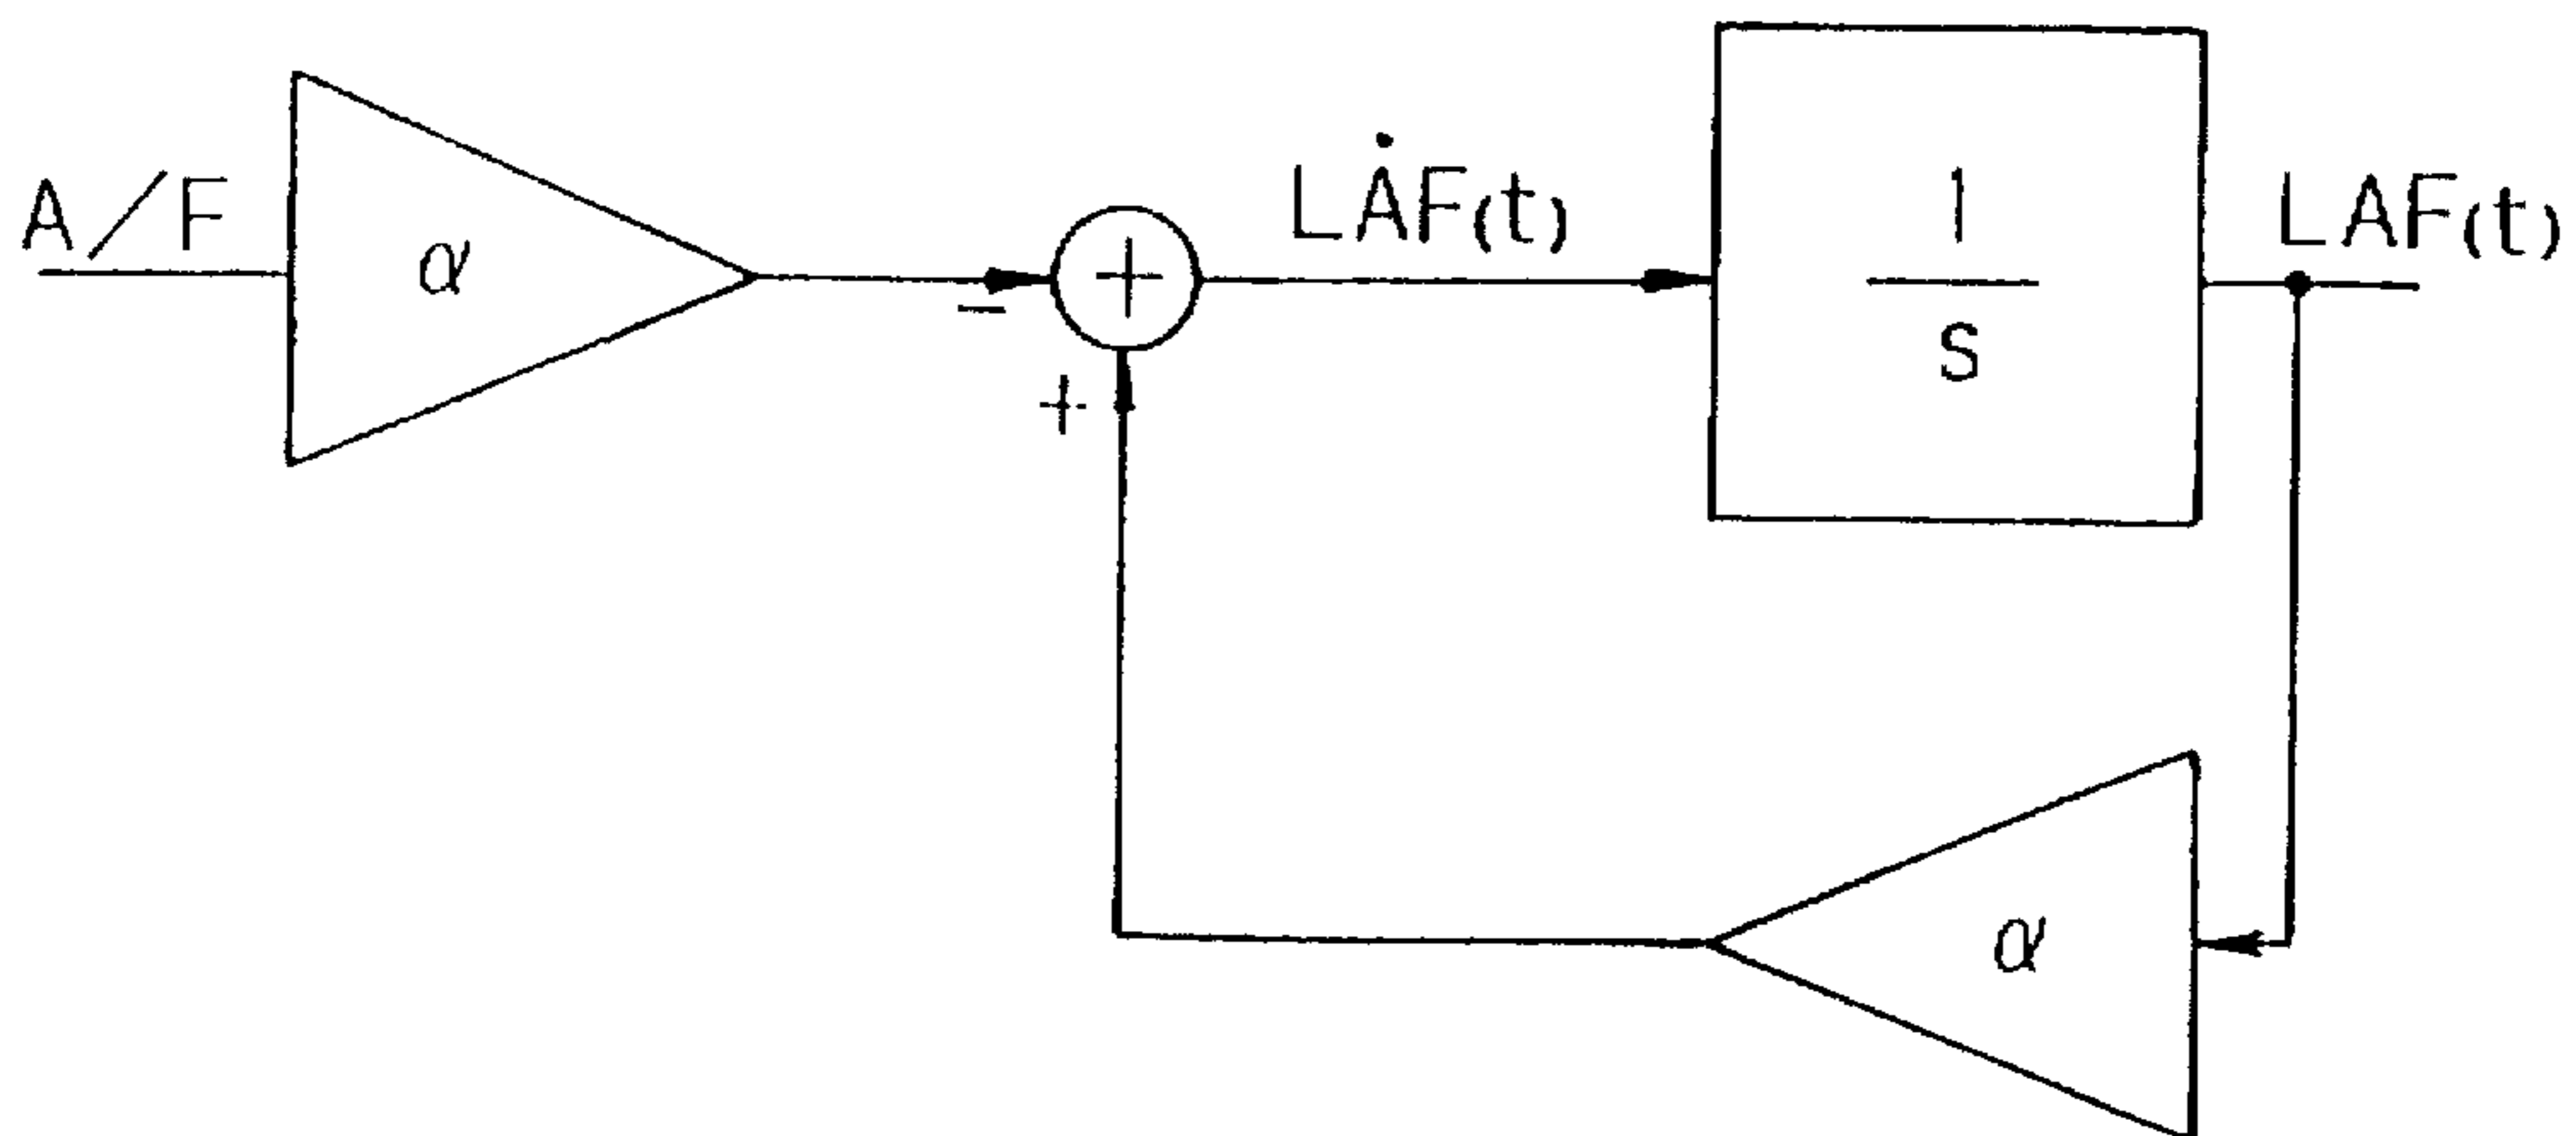 A/F
α
-
+
+
LȦF(t)
1
S
LAF(t)
α